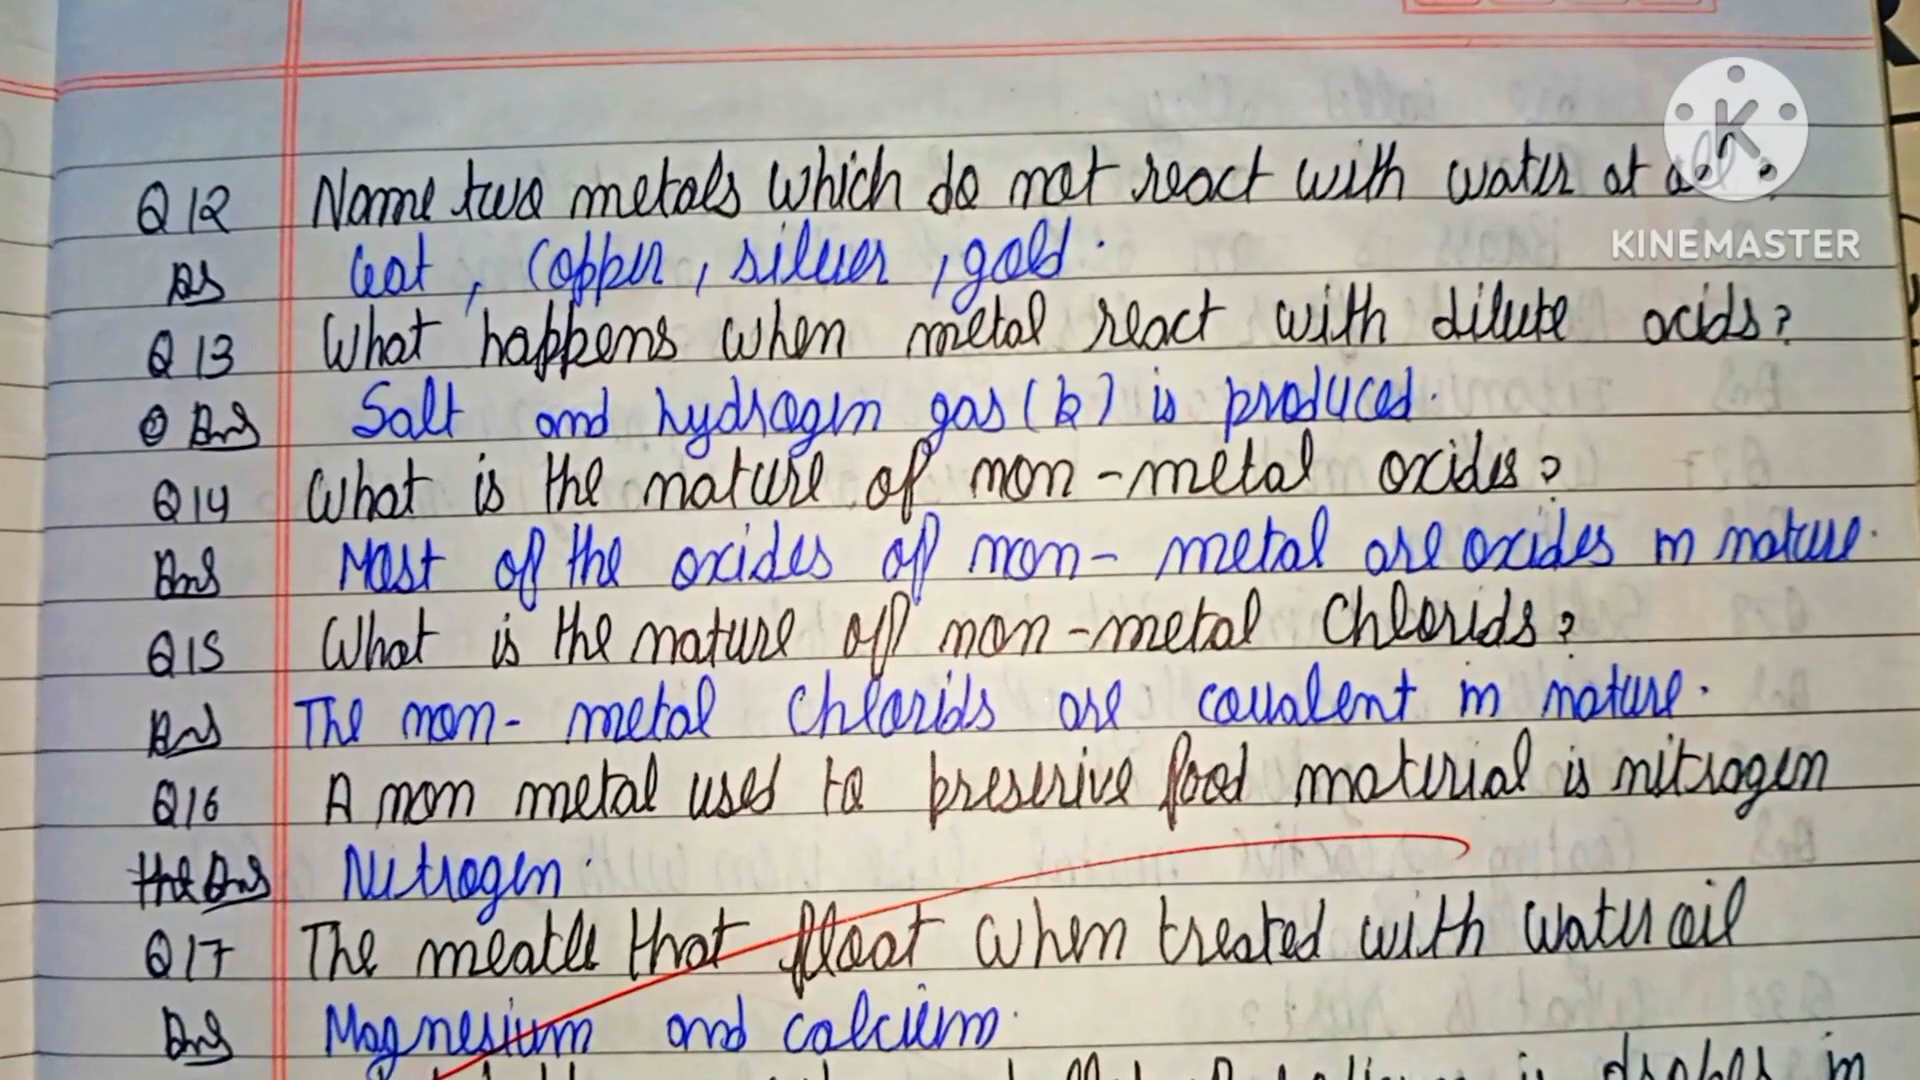 Q12 Name two metals which do not react with water at all?
KINEMASTER
As Leat, Copper, silver, gold.
Q13 What happens when metal react with dilute acids?
Ans Salt and hydrogen gas ( ) is produced.
Q14 What is the nature of non-metal oxides?
Ans Most of the oxides of non-metal are oxides in nature.
Q15 What is the nature of non-metal Chlorids?
Ans The non-metal Chlorids are covalent in nature.
Q16 A non metal used to preserive food material is nitrogen
the Ans Nitrogen.
Q17 The meatle that float when treated with water oil
Ans Magnesium and calcium.